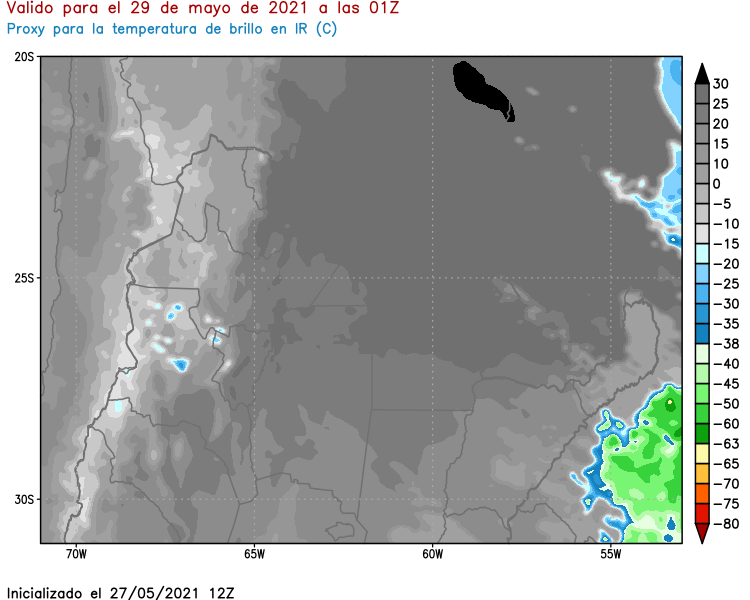 Valido para el 29 de mayo de 2021 a las 01Z
Proxy para la temperatura de brillo en IR (C)
20S
25S
30S
70W
65W
60W
55W
30
25
20
15
10
0
−5
−10
−15
−20
−25
−30
−35
−38
−40
−45
−50
−60
−63
−65
−70
−75
−80
Inicializado el 27/05/2021 12Z